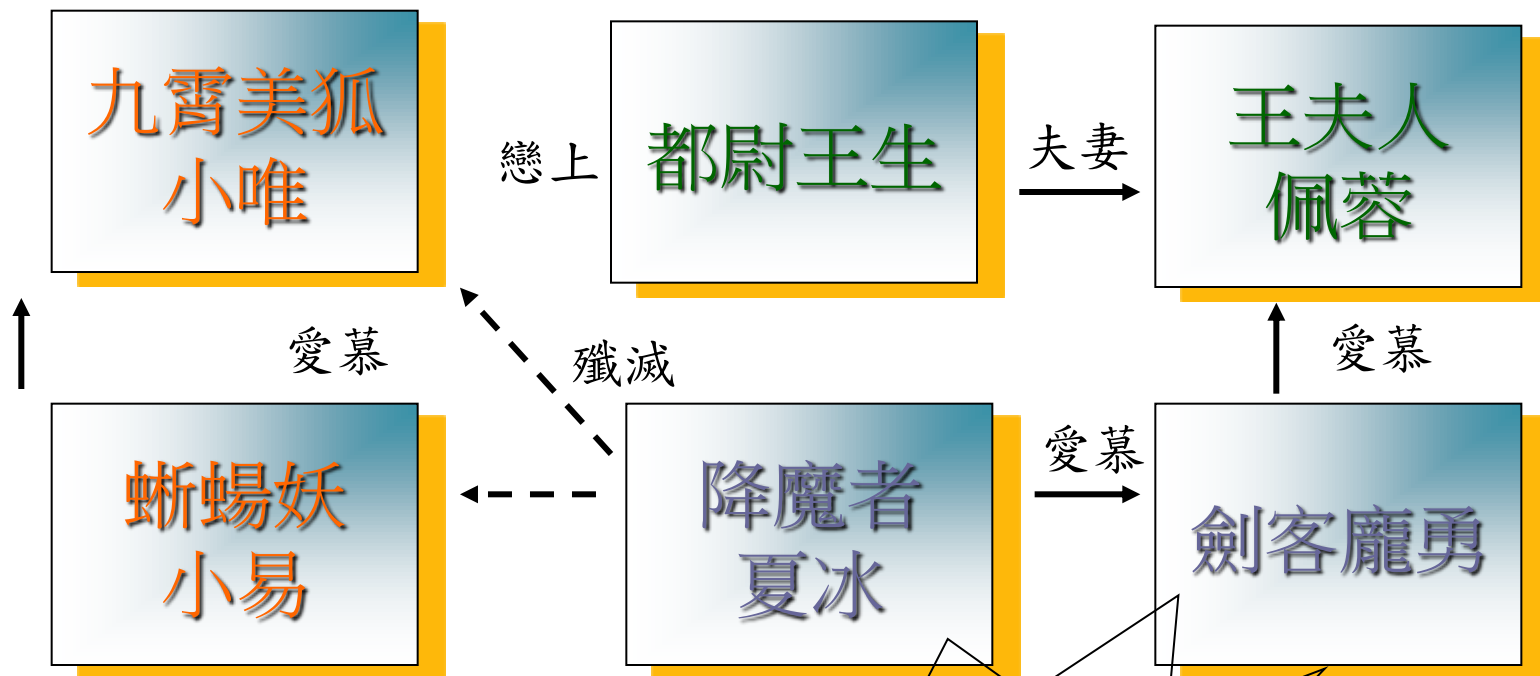 九霄美狐
小唯
戀上
都尉王生
夫妻
王夫人
佩蓉
愛慕
殲滅
愛慕
蜥蜴妖
小易
降魔者
夏冰
愛慕
劍客龐勇